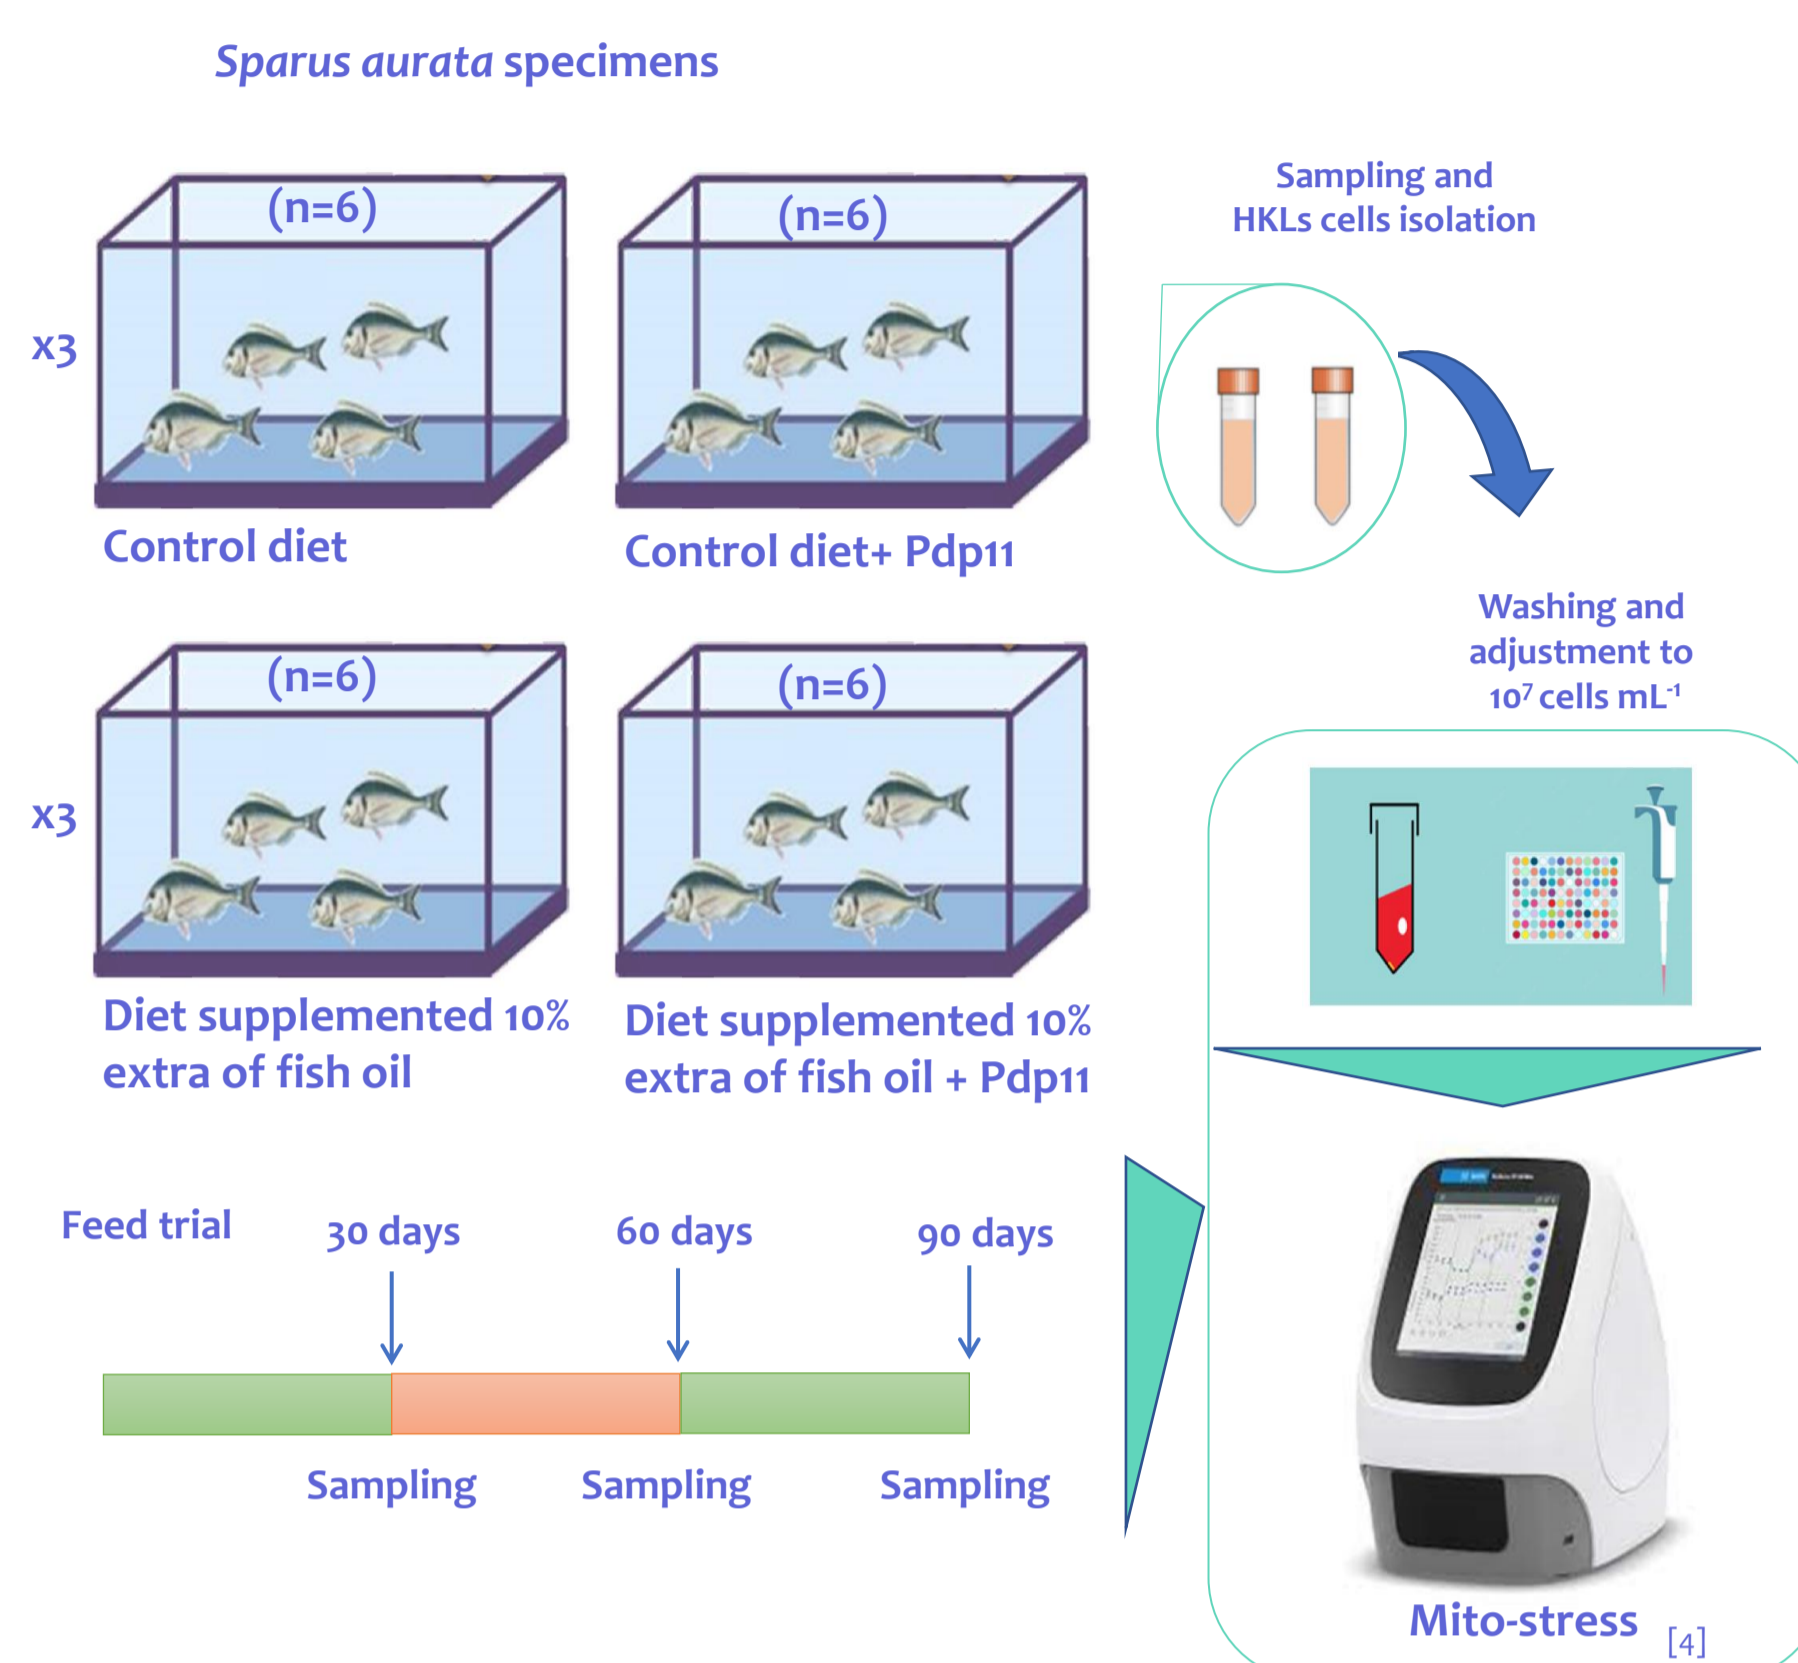 Sparus aurata specimens
(n=6)
(n=6)
x3
Control diet
Control diet+ Pdp11
(n=6)
(n=6)
x3
Diet supplemented 10%
extra of fish oil
Diet supplemented 10%
extra of fish oil + Pdp11
Feed trial
30 days
60 days
90 days
Sampling
Sampling
Sampling
Sampling and
HKLs cells isolation
Washing and
adjustment to
10⁷ cells mL⁻¹
Mito-stress
[4]